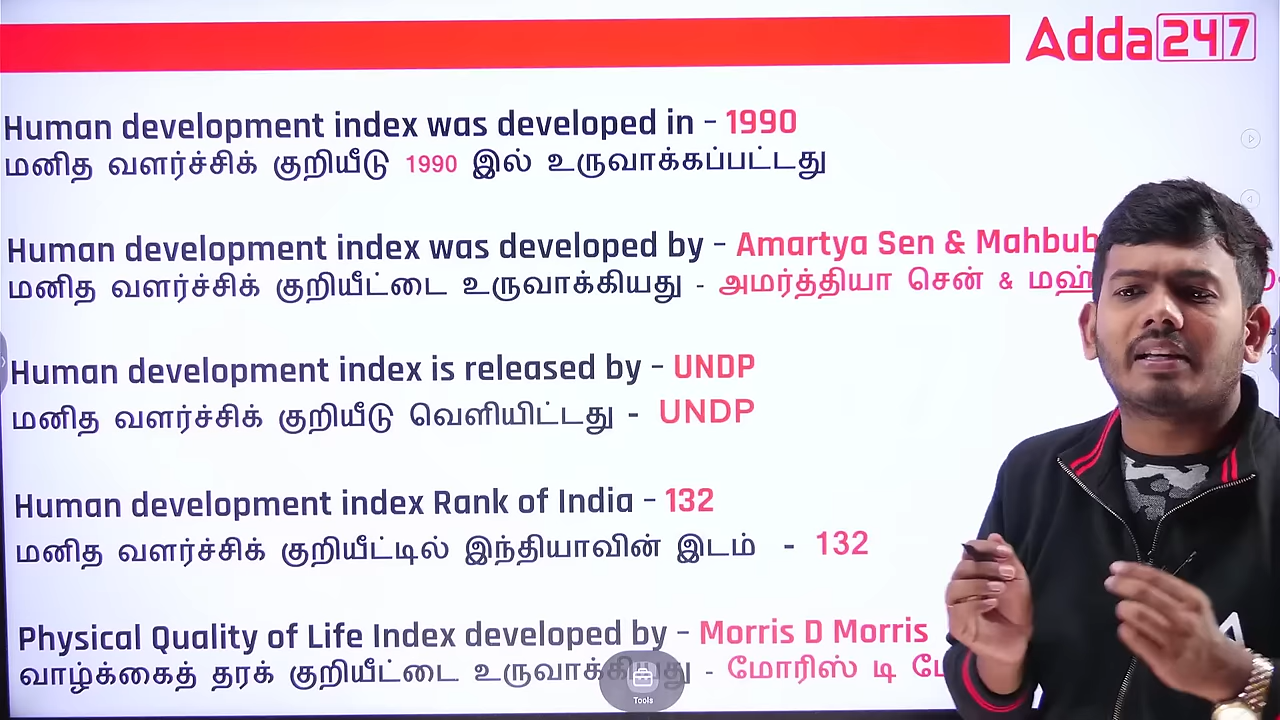 Adda247
Human development index was developed in - 1990
மனித வளர்ச்சிக் குறியீடு 1990 இல் உருவாக்கப்பட்டது
Human development index was developed by - Amartya Sen & Mahbub
மனித வளர்ச்சிக் குறியீட்டை உருவாக்கியது - அமர்த்தியா சென் &
Human development index is released by - UNDP
மனித வளர்ச்சிக் குறியீடு வெளியிட்டது - UNDP
Human development index Rank of India - 132
மனித வளர்ச்சிக் குறியீட்டில் இந்தியாவின் இடம் - 132
Physical Quality of Life Index developed by - Morris D Morris
வாழ்க்கைத் தரக் குறியீட்டை உருவாக்கியது - மோரிஸ் டி
Tools